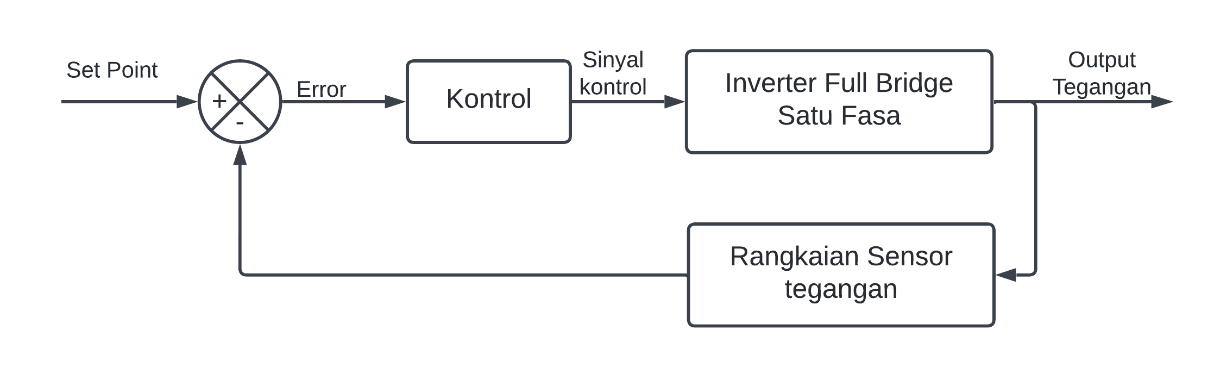 Set Point
+
-
Error
Kontrol
Sinyal
kontrol
Inverter Full Bridge
Satu Fasa
Output
Tegangan
Rangkaian Sensor
tegangan